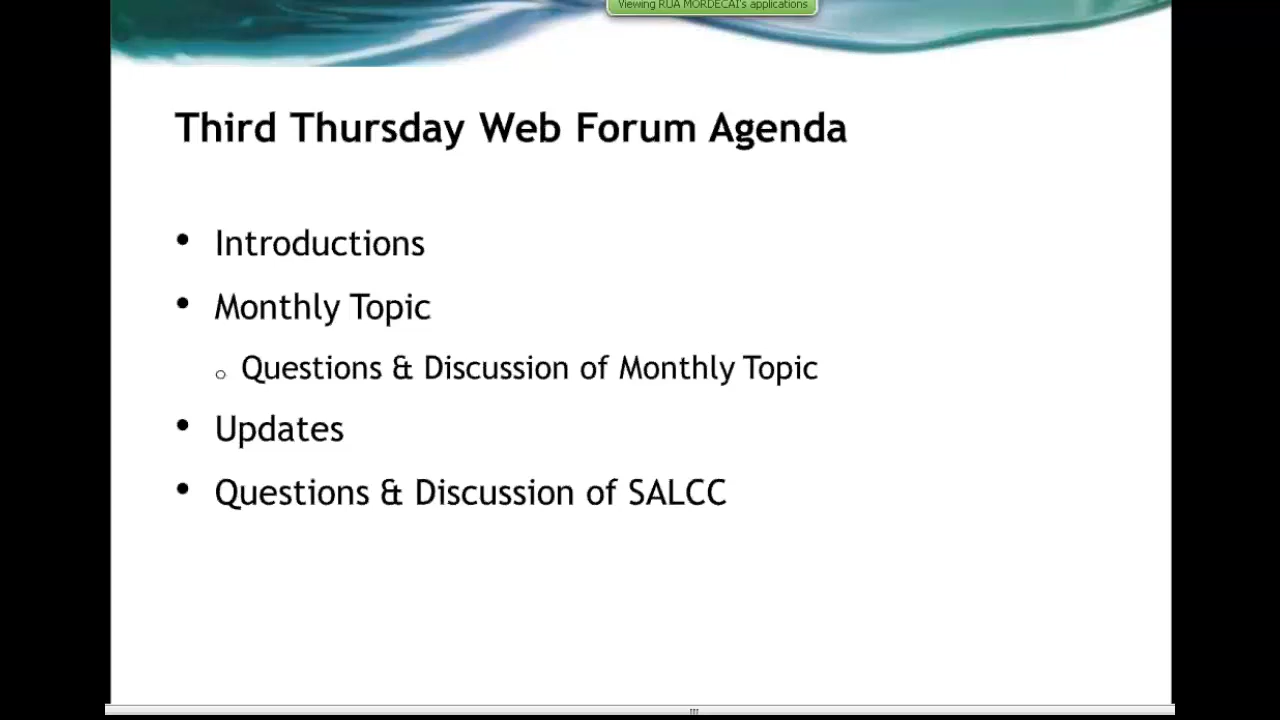 Viewing RUA MORDECAI's applications
Third Thursday Web Forum Agenda
• Introductions
• Monthly Topic
o Questions & Discussion of Monthly Topic
• Updates
• Questions & Discussion of SALCC